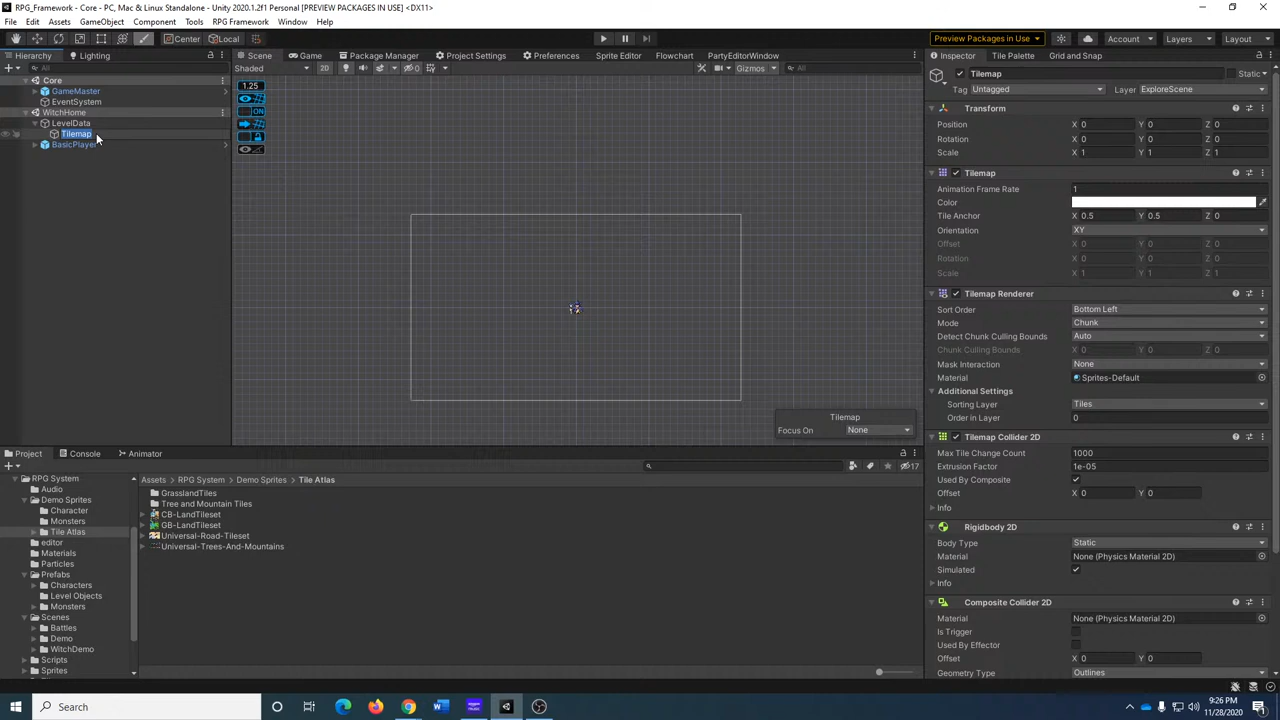 RPG_Framework - Core - PC, Mac & Linux Standalone - Unity 2020.1.2f1 Personal [PREVIEW PACKAGES IN USE] <DX11>
File Edit Assets GameObject Component Tools RPG Framework Window Help
Center Local Preview Packages in Use Account Layers Layout
Hierarchy Lighting Scene Game Package Manager Project Settings Preferences Flowchart PartyEditorWindow Inspector Tile Palette Grid and Snap
All Shaded 2D 0 Gizmos All
Core
GameMaster
EventSystem
WitchHome
LevelData
Tilemap
BasicPlayer
1.25
ON
Tilemap
Focus On None
Tilemap Static
Tag Untagged Layer ExploreScene
Transform
Position X 0 Y 0 Z 0
Rotation X 0 Y 0 Z 0
Scale X 1 Y 1 Z 1
Tilemap
Animation Frame Rate 1
Color
Tile Anchor X 0.5 Y 0.5 Z 0
Orientation XY
Offset X 0 Y 0 Z 0
Rotation X 0 Y 0 Z 0
Scale X 1 Y 1 Z 1
Tilemap Renderer
Sort Order Bottom Left
Mode Chunk
Detect Chunk Culling Bounds Auto
Chunk Culling Bounds X 0 Y 0 Z 0
Mask Interaction None
Material Sprites-Default
Additional Settings
Sorting Layer Tiles
Order in Layer 0
Tilemap Collider 2D
Max Tile Change Count 1000
Extrusion Factor 1e-05
Used By Composite
Offset X 0 Y 0
Info
Rigidbody 2D
Body Type Static
Material None (Physics Material 2D)
Simulated
Info
Composite Collider 2D
Material None (Physics Material 2D)
Is Trigger
Used By Effector
Offset X 0 Y 0
Geometry Type Outlines
Project Console Animator
17
RPG System
Audio
Demo Sprites
Character
Monsters
Tile Atlas
editor
Materials
Particles
Prefabs
Characters
Level Objects
Monsters
Scenes
Battles
Demo
WitchDemo
Scripts
Sprites
Assets > RPG System > Demo Sprites > Tile Atlas
GrasslandTiles
Tree and Mountain Tiles
CB-LandTileset
GB-LandTileset
Universal-Road-Tileset
Universal-Trees-And-Mountains
Search
9:26 PM
11/28/2020